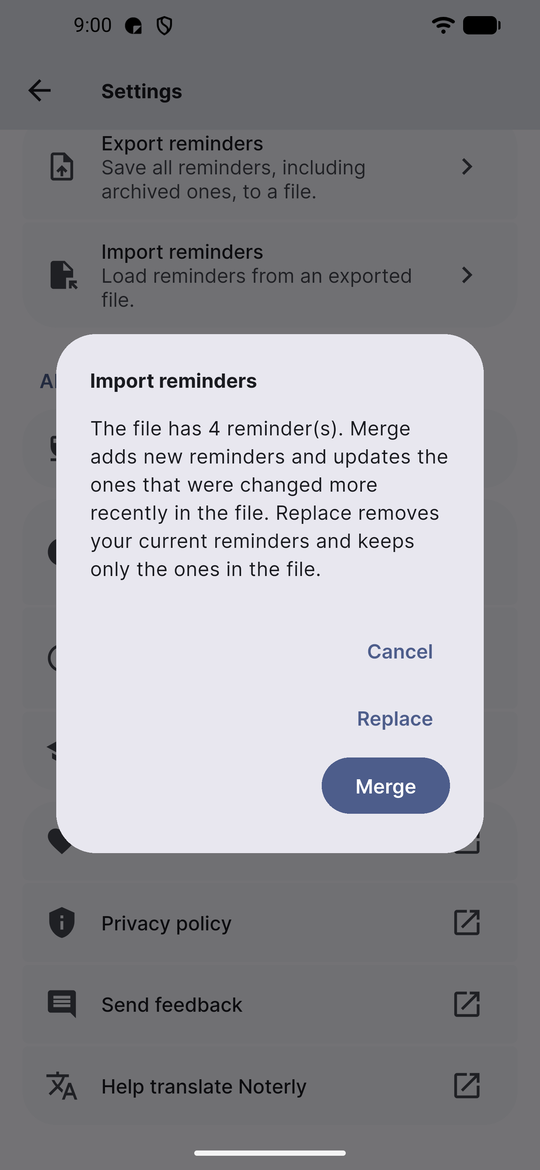 9:00
Settings
Export reminders
Save all reminders, including
archived ones, to a file.
Import reminders
Load reminders from an exported
file.
Import reminders
The file has 4 reminder(s). Merge
adds new reminders and updates the
ones that were changed more
recently in the file. Replace removes
your current reminders and keeps
only the ones in the file.
Cancel
Replace
Merge
Privacy policy
Send feedback
Help translate Noterly